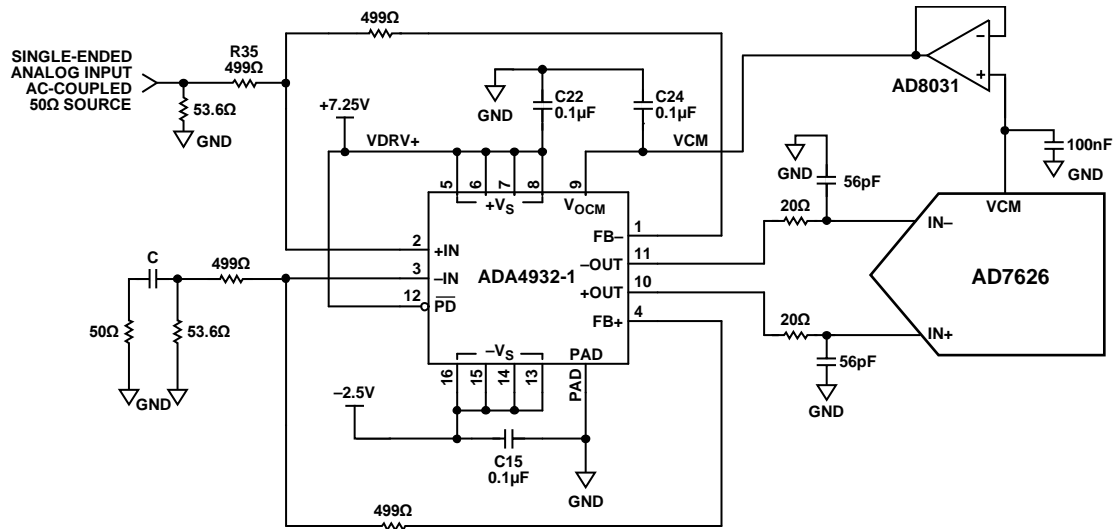 SINGLE-ENDED
ANALOG INPUT
AC-COUPLED
50Ω SOURCE
R35
499Ω
53.6Ω
GND
499Ω
+7.25V
VDRV+
GND
C22
0.1µF
C24
0.1µF
VCM
AD8031
–
+
100nF
GND
GND
56pF
20Ω
VCM
IN–
AD7626
IN+
20Ω
56pF
GND
5
6
7
8
9
+VS
VOCM
2
+IN
3
–IN
12
PD
ADA4932-1
FB–
1
–OUT
11
+OUT
10
FB+
4
–VS
PAD
16
15
14
13
PAD
C
499Ω
50Ω
53.6Ω
GND
–2.5V
C15
0.1µF
GND
499Ω